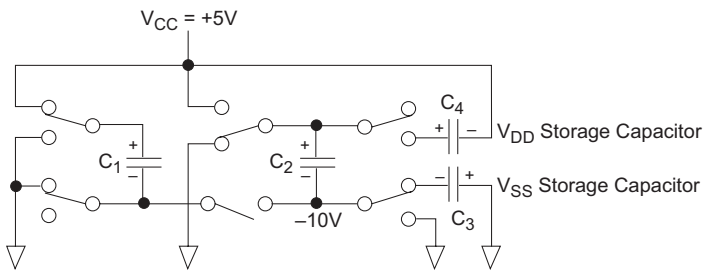 VCC = +5V
C4
+ –
VDD Storage Capacitor
+
C1
–
+
C2
–
– +
VSS Storage Capacitor
–10V
C3